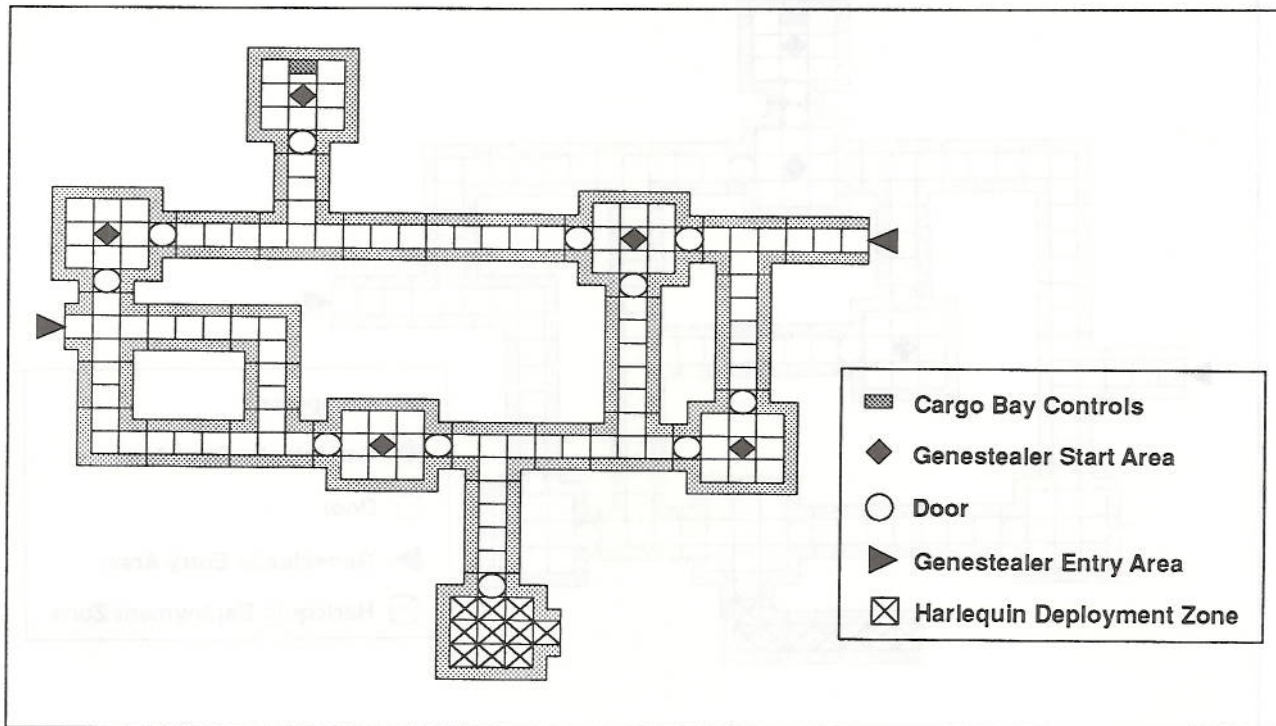 Cargo Bay Controls
Genestealer Start Area
Door
Genestealer Entry Area
Harlequin Deployment Zone